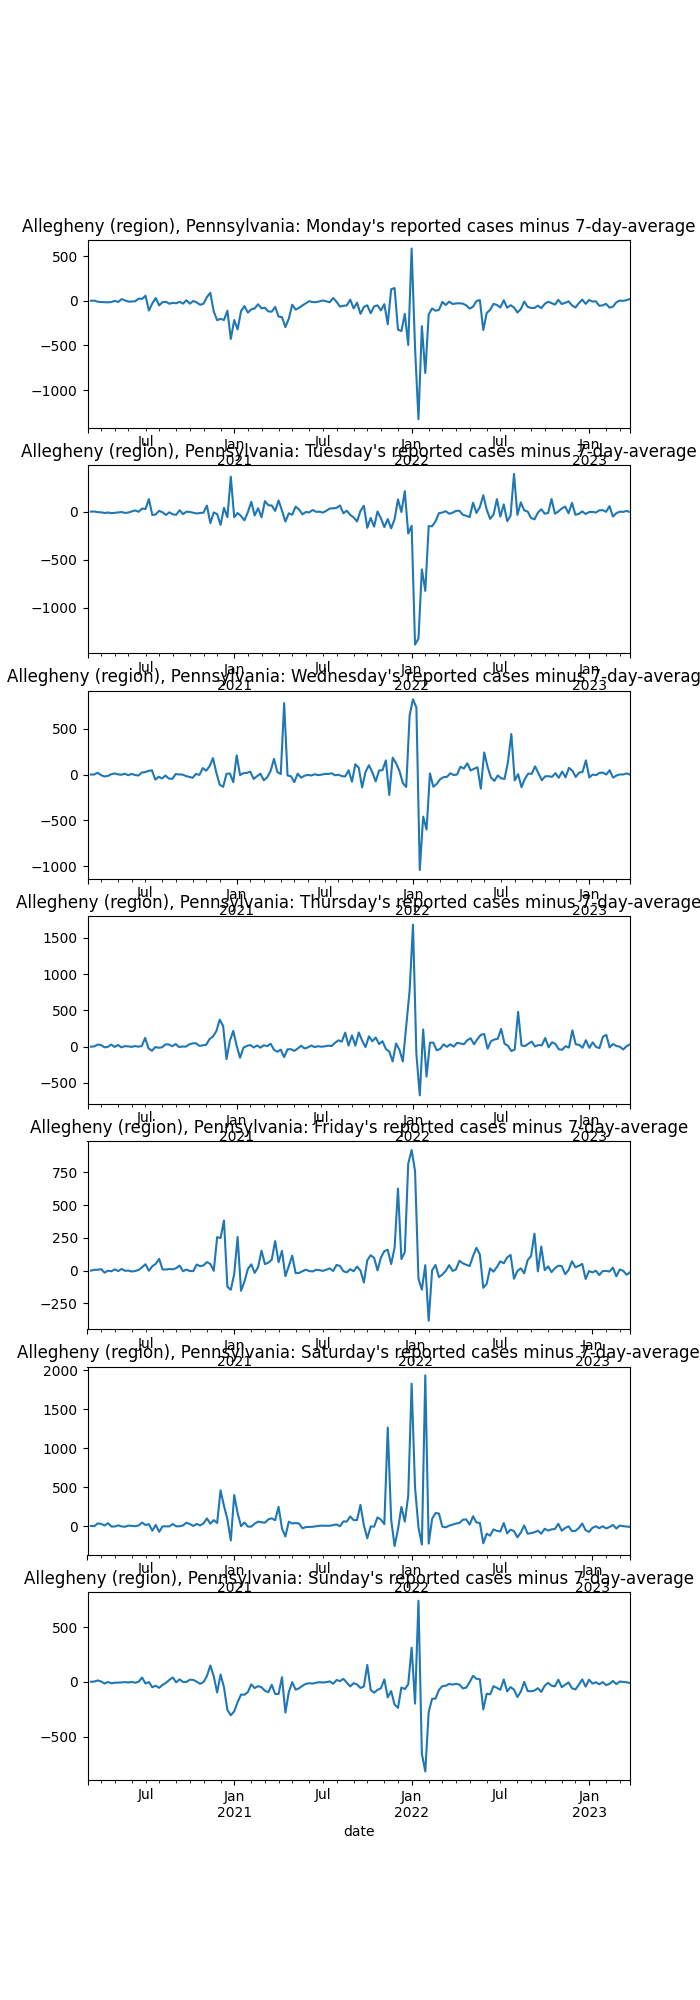 Allegheny (region), Pennsylvania: Monday's reported cases minus 7-day-average
500
0
−500
−1000
Jul Jan Jul Jan Jul Jan
2021 2022 2023
Allegheny (region), Pennsylvania: Tuesday's reported cases minus 7-day-average
0
−500
−1000
Jul Jan Jul Jan Jul Jan
2021 2022 2023
Allegheny (region), Pennsylvania: Wednesday's reported cases minus 7-day-averag
500
0
−500
−1000
Jul Jan Jul Jan Jul Jan
2021 2022 2023
Allegheny (region), Pennsylvania: Thursday's reported cases minus 7-day-average
1500
1000
500
0
−500
Jul Jan Jul Jan Jul Jan
2021 2022 2023
Allegheny (region), Pennsylvania: Friday's reported cases minus 7-day-average
750
500
250
0
−250
Jul Jan Jul Jan Jul Jan
2021 2022 2023
Allegheny (region), Pennsylvania: Saturday's reported cases minus 7-day-average
2000
1500
1000
500
0
Jul Jan Jul Jan Jul Jan
2021 2022 2023
Allegheny (region), Pennsylvania: Sunday's reported cases minus 7-day-average
500
0
−500
Jul Jan Jul Jan Jul Jan
2021 2022 2023
date